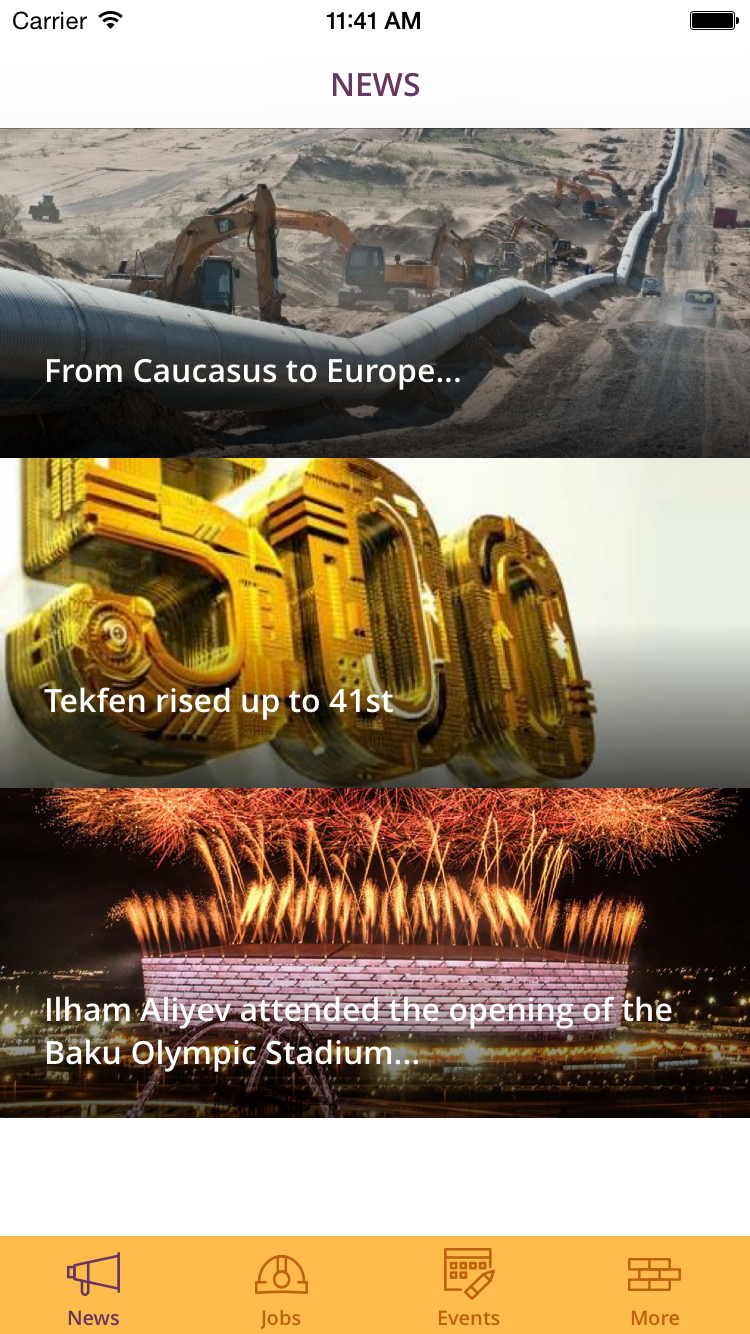 Carrier 11:41 AM
NEWS
From Caucasus to Europe...
500
Tekfen rised up to 41st
Ilham Aliyev attended the opening of the
Baku Olympic Stadium...
News Jobs Events More